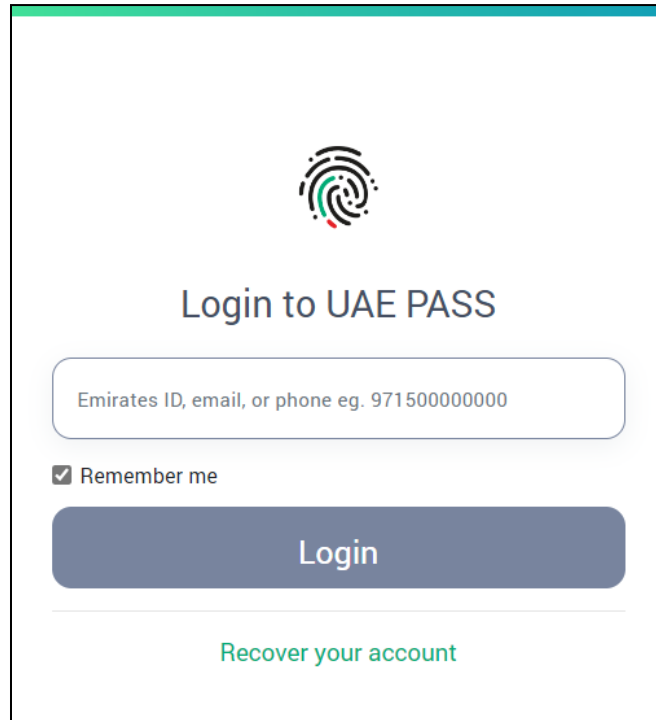 Login to UAE PASS
Emirates ID, email, or phone eg. 971500000000
Remember me
Login
Recover your account